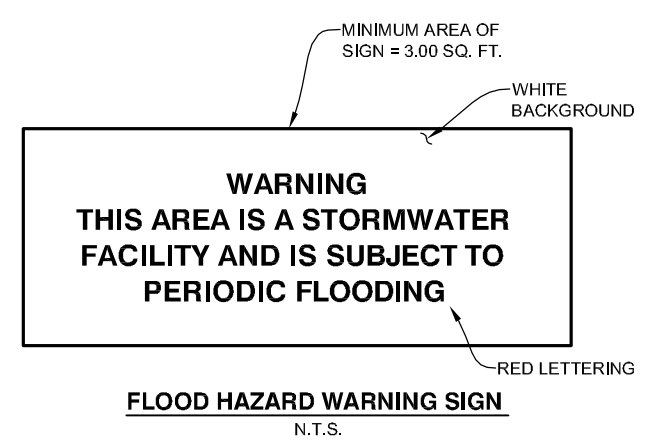 MINIMUM AREA OF
SIGN = 3.00 SQ. FT.
WHITE
BACKGROUND
WARNING
THIS AREA IS A STORMWATER
FACILITY AND IS SUBJECT TO
PERIODIC FLOODING
RED LETTERING
FLOOD HAZARD WARNING SIGN
N.T.S.